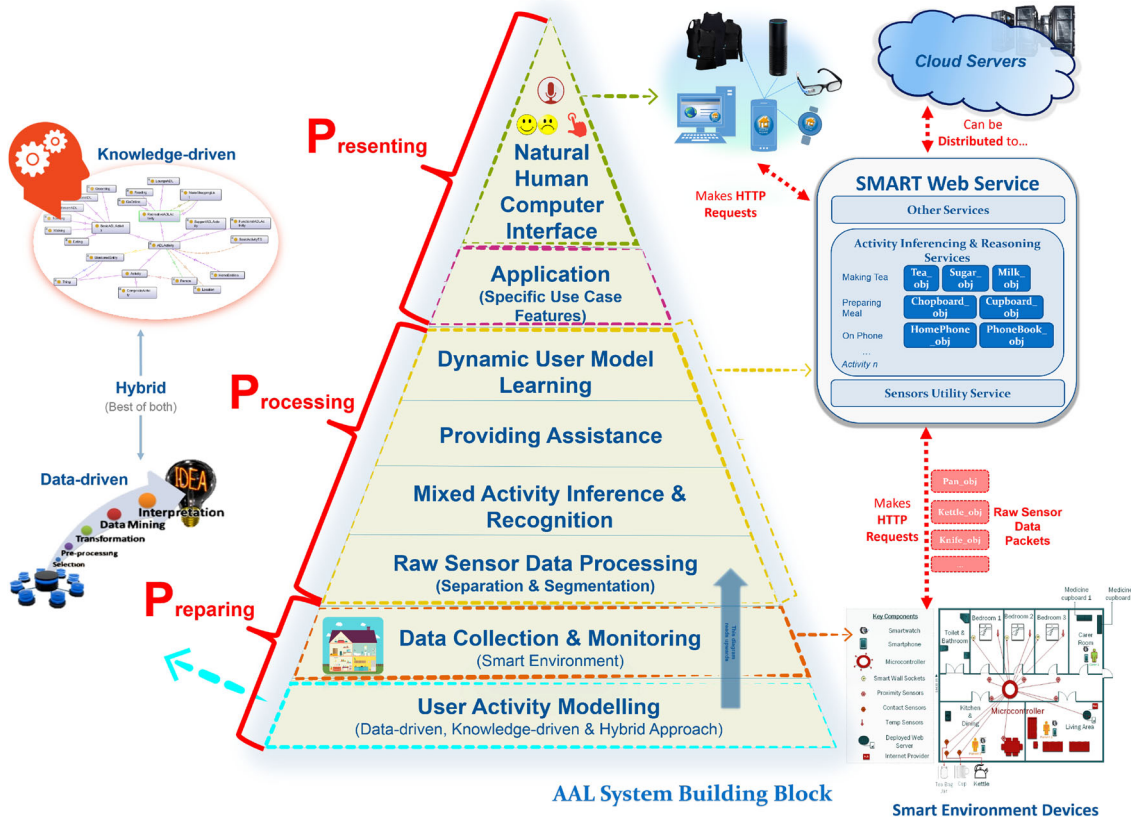 Presenting
Natural
Human
Computer
Interface
Application
(Specific Use Case
Features)
Processing
Dynamic User Model
Learning
Providing Assistance
Mixed Activity Inference &
Recognition
Raw Sensor Data Processing
(Separation & Segmentation)
Preparing
Data Collection & Monitoring
(Smart Environment)
User Activity Modelling
(Data-driven, Knowledge-driven & Hybrid Approach)
This diagram
reads upwards
AAL System Building Block
Knowledge-driven
Hybrid
(Best of both)
Data-driven
IDEA
Interpretation
Data Mining
Transformation
Pre-processing
Selection
Makes HTTP
Requests
Cloud Servers
Can be
Distributed to...
SMART Web Service
Other Services
Activity Inferencing & Reasoning
Services
Making Tea
Tea_
obj
Sugar_
obj
Milk_
obj
Preparing
Meal
Chopboard_
obj
Cupboard_
obj
On Phone
HomePhone
_obj
PhoneBook_
obj
...
Activity n
Sensors Utility Service
Makes
HTTP
Requests
Pan_obj
Kettle_obj
Knife_obj
Raw Sensor
Data
Packets
Key Components
Smartwatch
Smartphone
Microcontroller
Smart Wall Sockets
Proximity Sensors
Contact Sensors
Temp Sensors
Deployed Web
Server
Internet Provider
Medicine
cupboard 1
Medicine
cupboard
Toilet &
Bathroom
Bedroom 1
Bedroom 2
Bedroom 3
Carer
Room
Microcontroller
Kitchen
&
Dining
Living Area
Tea Bag
Jar
Cup
Kettle
Smart Environment Devices